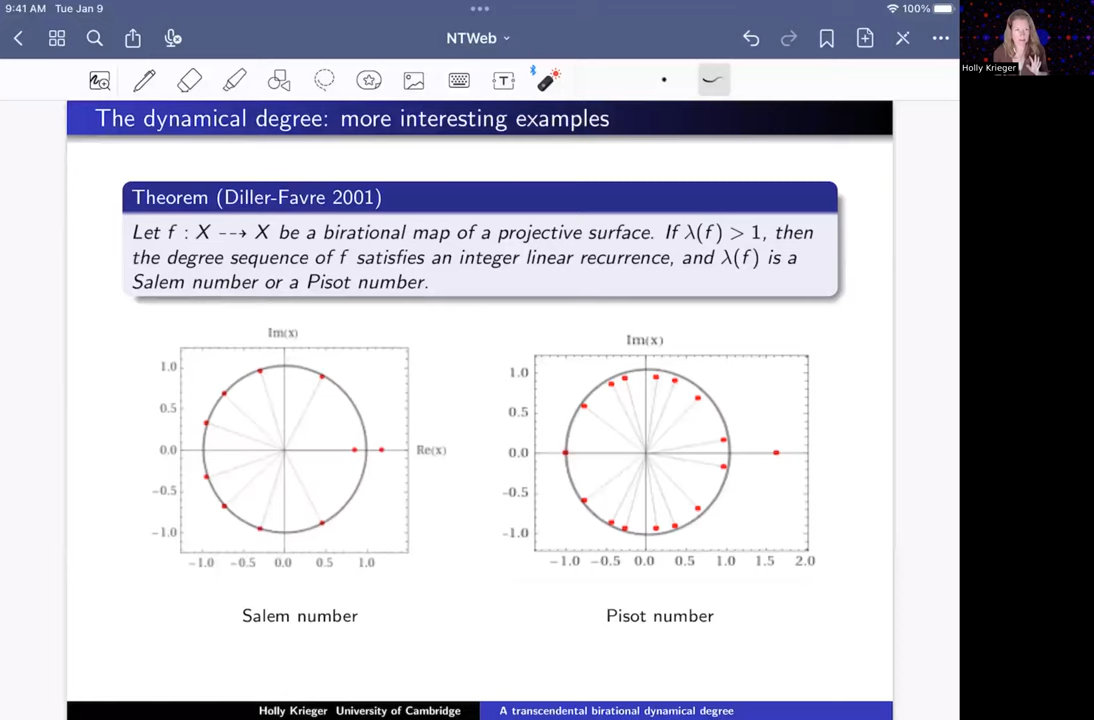 9:41 AM Tue Jan 9
100%
NTWeb
Holly Krieger
The dynamical degree: more interesting examples
Theorem (Diller-Favre 2001)
Let f : X ⇢ X be a birational map of a projective surface. If λ(f) > 1, then
the degree sequence of f satisfies an integer linear recurrence, and λ(f) is a
Salem number or a Pisot number.
Im(x)
1.0
0.5
0.0
−0.5
−1.0
−1.0 −0.5 0.0 0.5 1.0
Re(x)
Salem number
Im(x)
1.0
0.5
0.0
−0.5
−1.0
−1.0 −0.5 0.0 0.5 1.0 1.5 2.0
Pisot number
Holly Krieger University of Cambridge
A transcendental birational dynamical degree